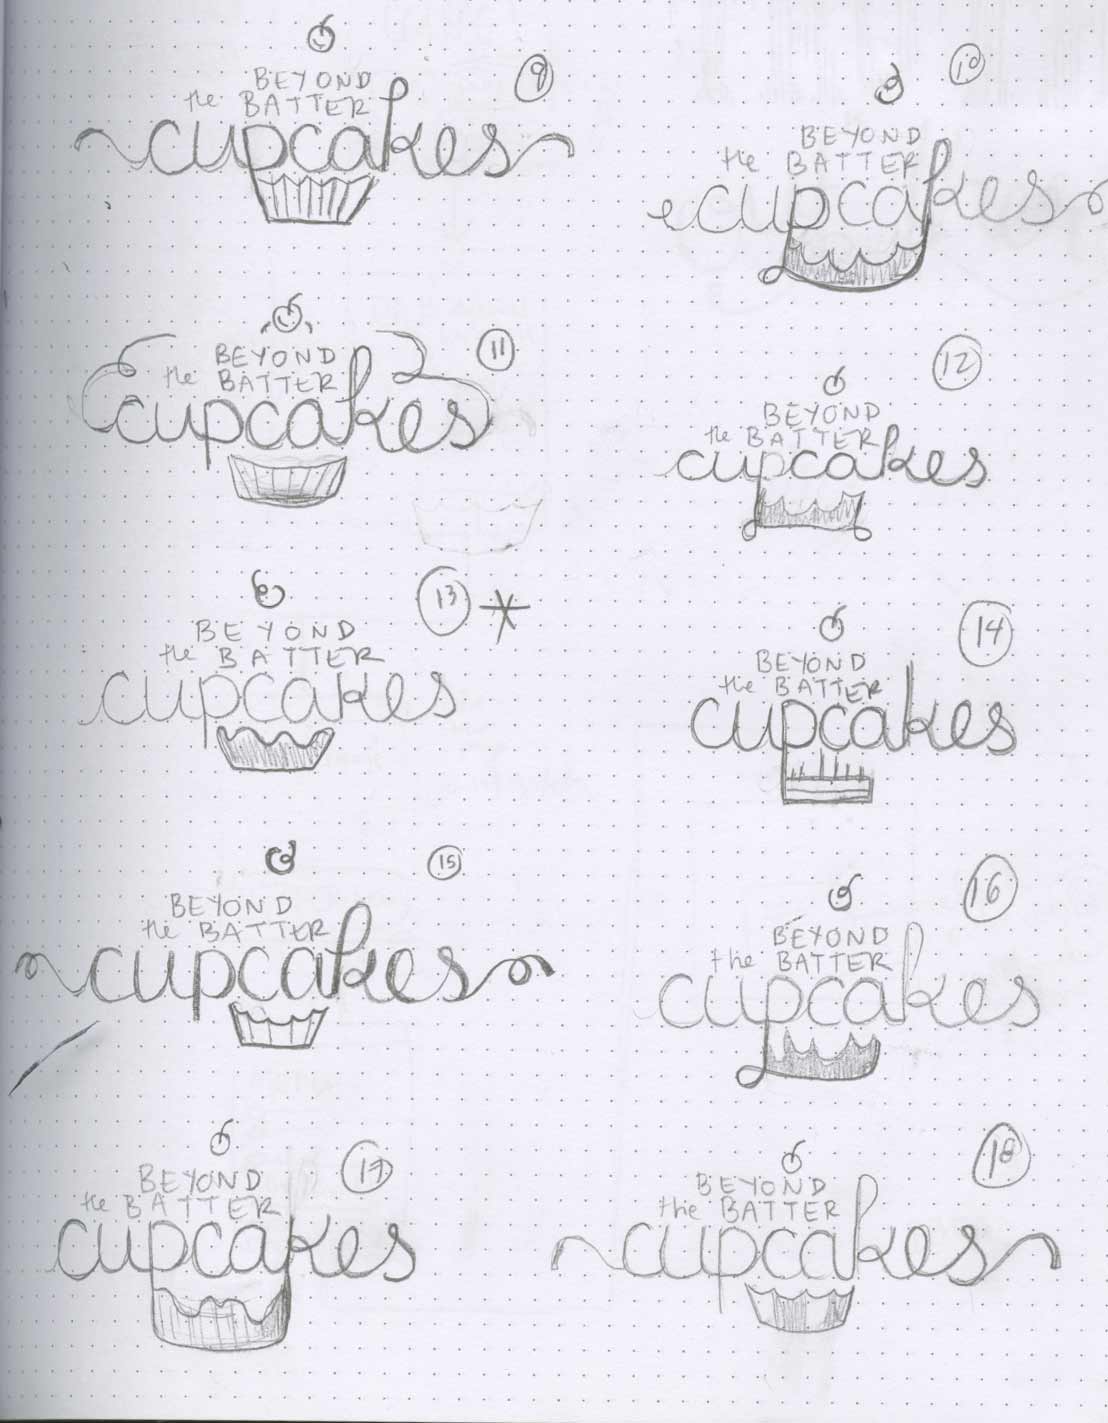 9
BEYOND
the BATTER
cupcakes
10
BEYOND
the BATTER
cupcakes
11
BEYOND
the BATTER
cupcakes
12
BEYOND
the BATTER
cupcakes
13 *
BEYOND
the BATTER
cupcakes
14
BEYOND
the BATTER
cupcakes
15
BEYOND
the BATTER
cupcakes
16
BEYOND
the BATTER
cupcakes
17
BEYOND
the BATTER
cupcakes
18
BEYOND
the BATTER
cupcakes